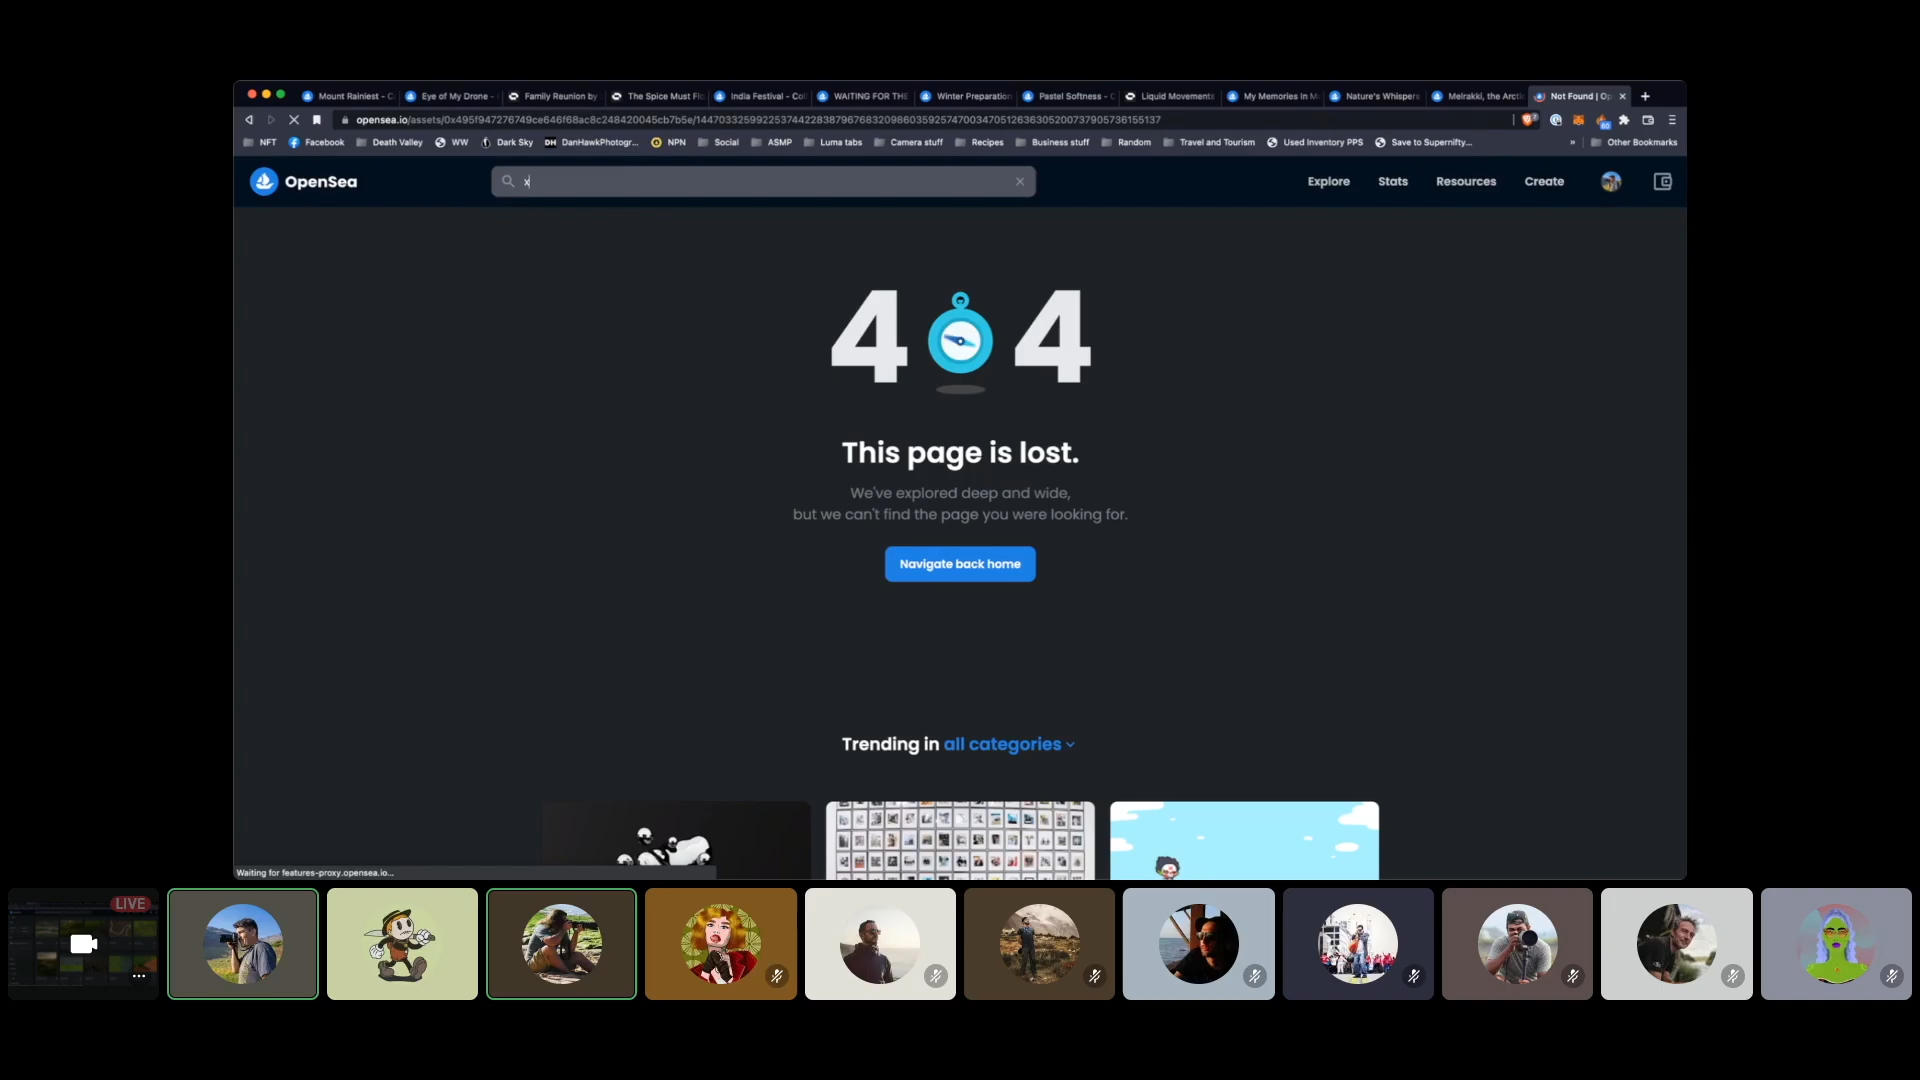 Mount Rainiest - C
Eye of My Drone -
Family Reunion by
The Spice Must Fl
India Festival - Col
WAITING FOR THE
Winter Preparation
Pastel Softness - C
Liquid Movements
My Memories In M
Nature's Whispers
Melrakki, the Arcti
Not Found | Op
opensea.io/assets/0x495f947276749ce646f68ac8c248420045cb7b5e/
NFT
Facebook
Death Valley
WW
Dark Sky
DH DanHawkPhotogr...
NPN
Social
ASMP
Luma tabs
Camera stuff
Recipes
Business stuff
Random
Travel and Tourism
Used Inventory PPS
Save to Supernifty...
»
Other Bookmarks
OpenSea
x
Explore
Stats
Resources
Create
4 4
This page is lost.
We've explored deep and wide,
but we can't find the page you were looking for.
Navigate back home
Trending in all categories
Waiting for features-proxy.opensea.io...
LIVE